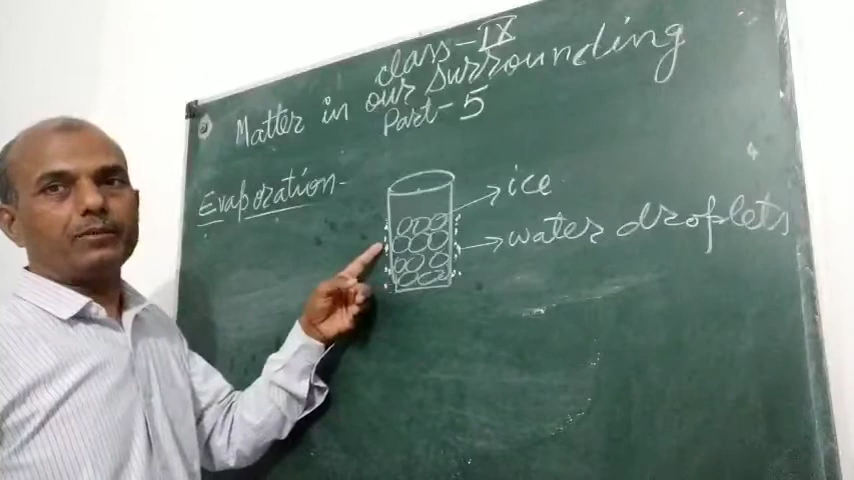 class-IX
Matter in our surrounding
Part-5
Evaporation-
ice
water droplets